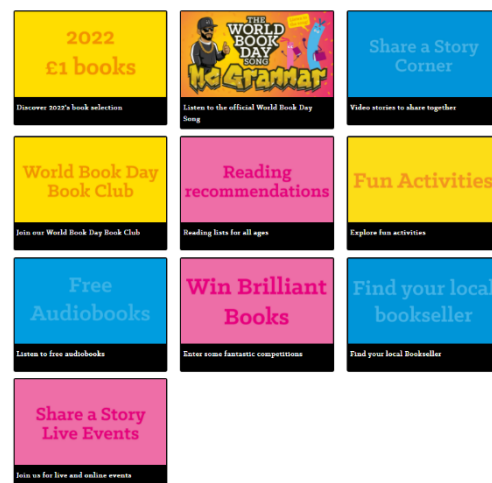 2022
£1 books
Discover 2022's book selection
THE
WORLD
BOOK
DAY
SONG
MC Grammar
Listen to the official World Book Day
Song
Share a Story
Corner
Video stories to share together
World Book Day
Book Club
Join our World Book Day Book Club
Reading
recommendations
Reading lists for all ages
Fun Activities
Explore fun activities
Free
Audiobooks
Listen to free audiobooks
Win Brilliant
Books
Enter some fantastic competitions
Find your local
bookseller
Find your local Bookseller
Share a Story
Live Events
Join us for live and online events